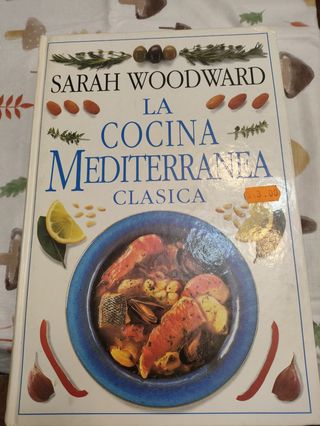 SARAH WOODWARD
LA
COCINA
MEDITERRANEA
CLASICA